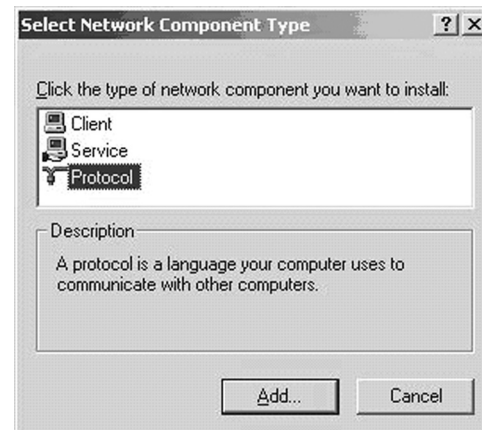 Select Network Component Type
Click the type of network component you want to install:
Client
Service
Protocol
Description
A protocol is a language your computer uses to
communicate with other computers.
Add...
Cancel